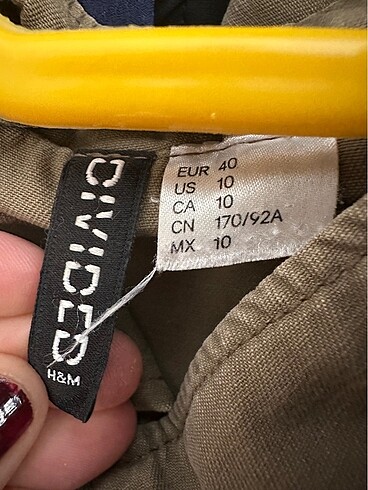 DIVIDED
H&M
EUR 40
US 10
CA 10
CN 170/92A
MX 10